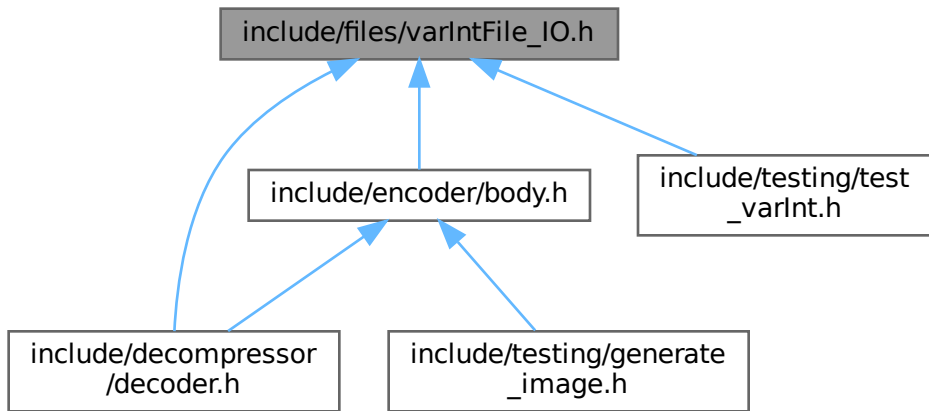 include/files/varIntFile_IO.h
include/encoder/body.h
include/testing/test
_varInt.h
include/decompressor
/decoder.h
include/testing/generate
_image.h